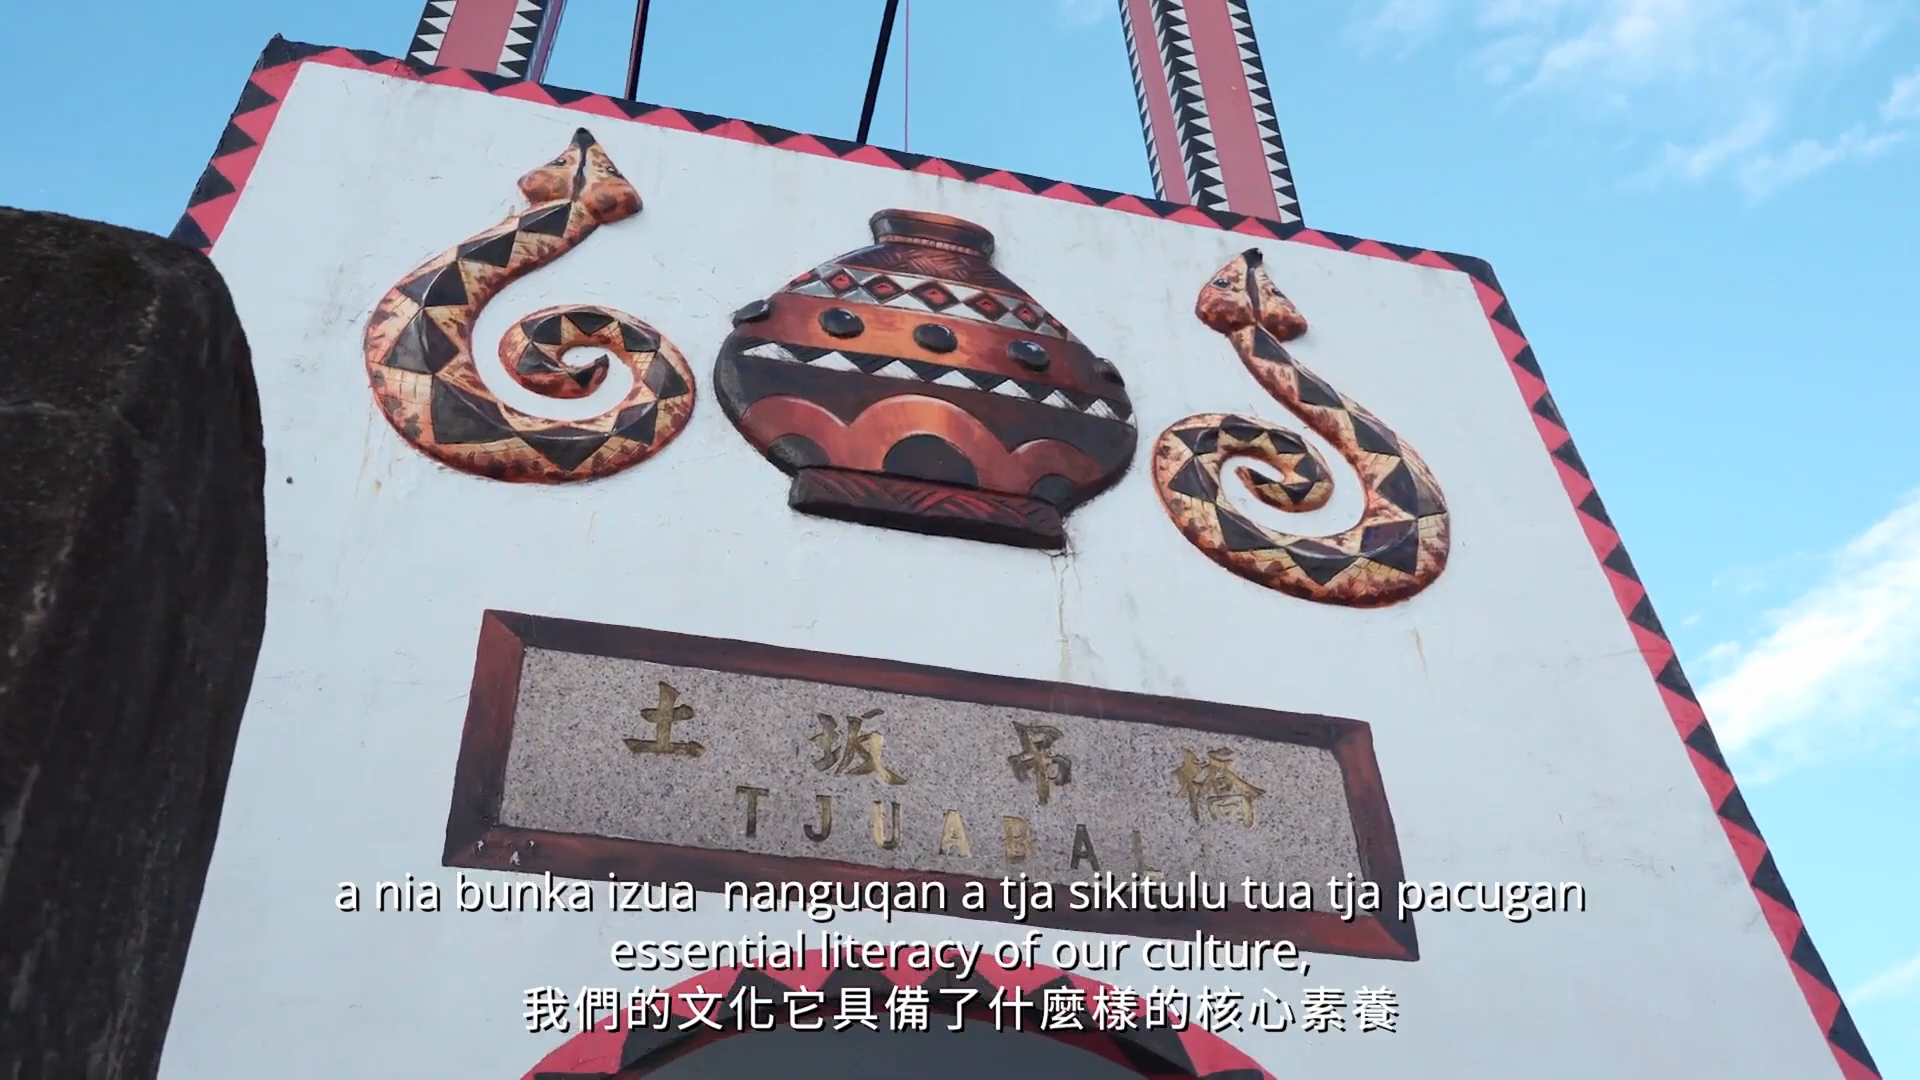 土坂吊橋
TJUABAL
a nia bunka izua nanguqan a tja sikitulu tua tja pacugan
essential literacy of our culture,
我們的文化它具備了什麼樣的核心素養